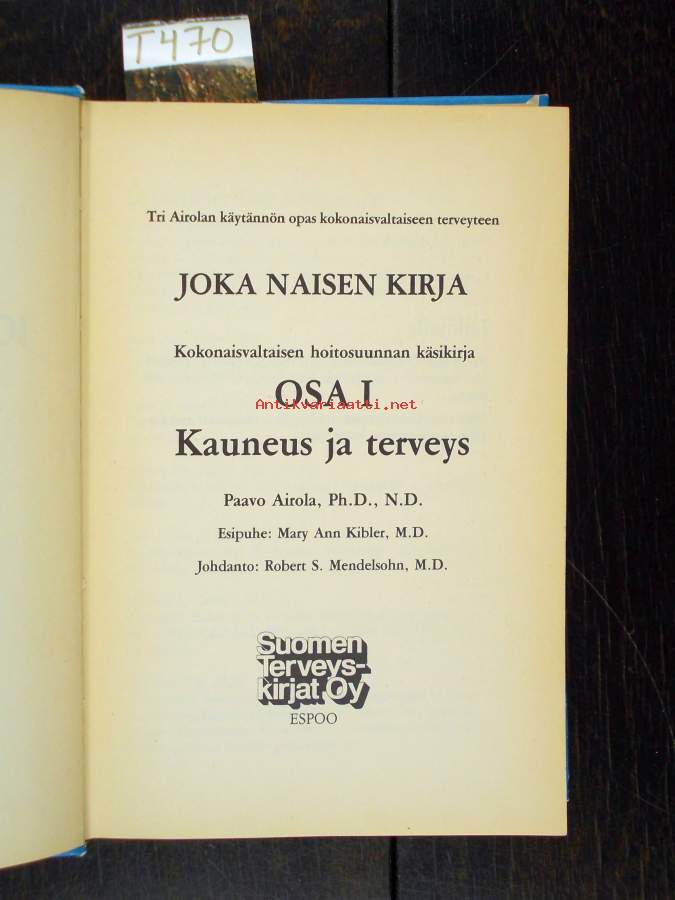 T470
Tri Airolan käytännön opas kokonaisvaltaiseen terveyteen
JOKA NAISEN KIRJA
Kokonaisvaltaisen hoitosuunnan käsikirja
OSA I
Antikvariaatti.net
Kauneus ja terveys
Paavo Airola, Ph.D., N.D.
Esipuhe: Mary Ann Kibler, M.D.
Johdanto: Robert S. Mendelsohn, M.D.
Suomen
Terveys-
kirjat Oy
ESPOO